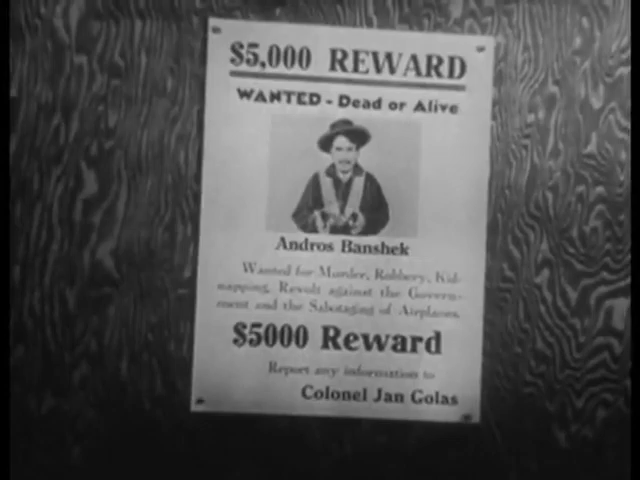 $5,000 REWARD
WANTED - Dead or Alive
Andros Banshek
Wanted for Murder, Robbery, Kid-
napping, Revolt against the Govern-
ment and the Sabotaging of Airplanes.
$5000 Reward
Report any information to
Colonel Jan Golas